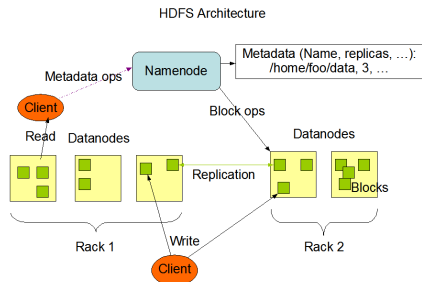 HDFS Architecture
Metadata (Name, replicas, ...):
/home/foo/data, 3, ...
Namenode
Metadata ops
Client
Block ops
Read
Datanodes
Datanodes
Replication
Blocks
Rack 1
Write
Rack 2
Client